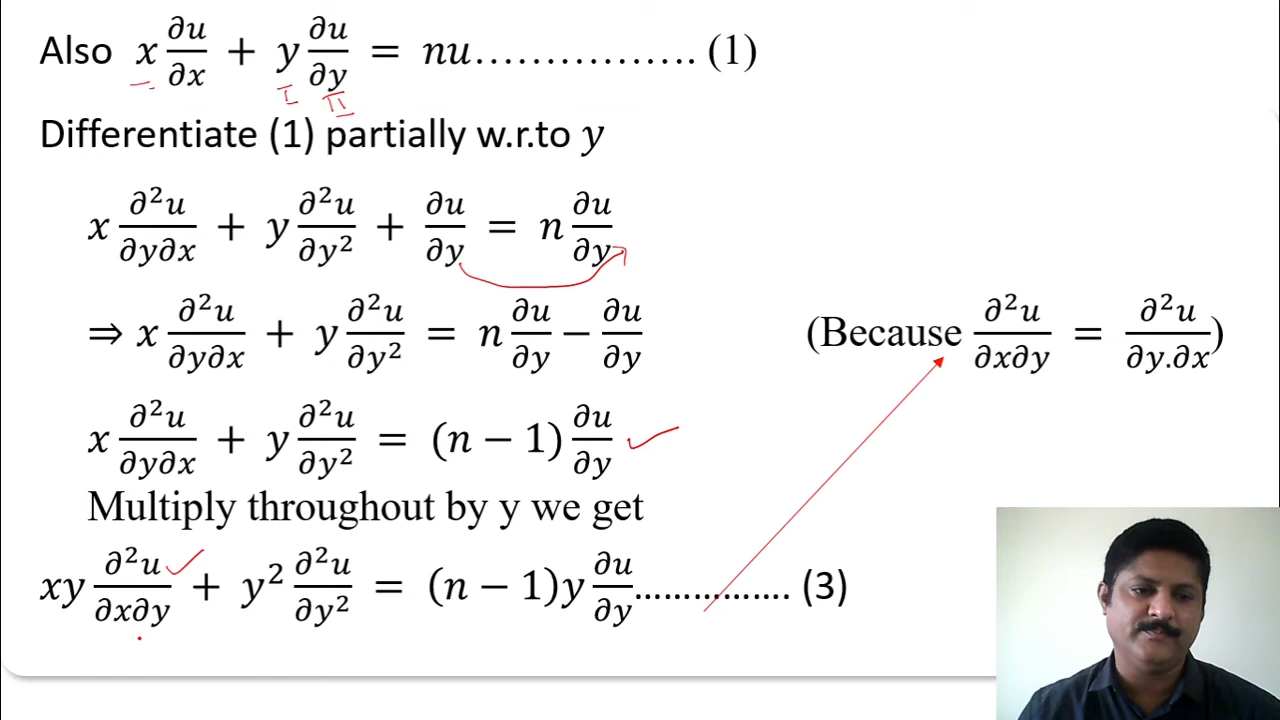 Also x ∂u/∂x + y ∂u/∂y = nu................ (1)
I II
Differentiate (1) partially w.r.to y
x ∂²u/∂y∂x + y ∂²u/∂y² + ∂u/∂y = n ∂u/∂y
⇒ x ∂²u/∂y∂x + y ∂²u/∂y² = n ∂u/∂y − ∂u/∂y (Because ∂²u/∂x∂y = ∂²u/∂y.∂x)
x ∂²u/∂y∂x + y ∂²u/∂y² = (n − 1) ∂u/∂y
Multiply throughout by y we get
xy ∂²u/∂x∂y + y² ∂²u/∂y² = (n − 1)y ∂u/∂y ................ (3)